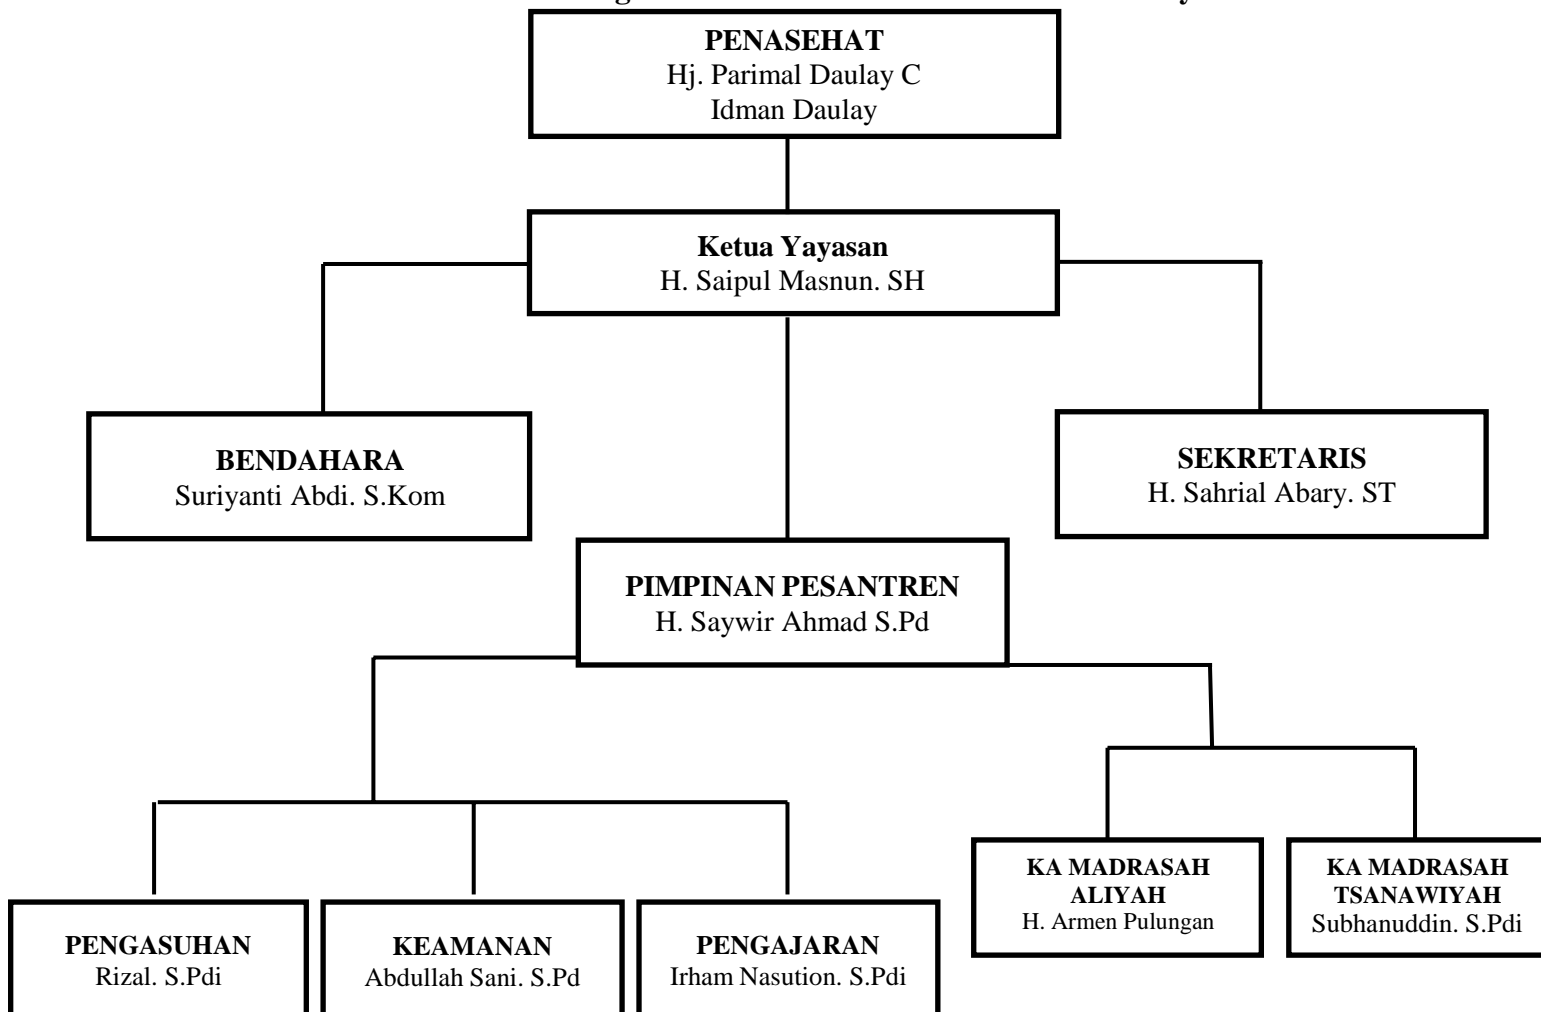 PENASEHAT
Hj. Parimal Daulay C
Idman Daulay
Ketua Yayasan
H. Saipul Masnun. SH
BENDAHARA
Suriyanti Abdi. S.Kom
SEKRETARIS
H. Sahrial Abary. ST
PIMPINAN PESANTREN
H. Saywir Ahmad S.Pd
KA MADRASAH
ALIYAH
H. Armen Pulungan
KA MADRASAH
TSANAWIYAH
Subhanuddin. S.Pdi
PENGASUHAN
Rizal. S.Pdi
KEAMANAN
Abdullah Sani. S.Pd
PENGAJARAN
Irham Nasution. S.Pdi